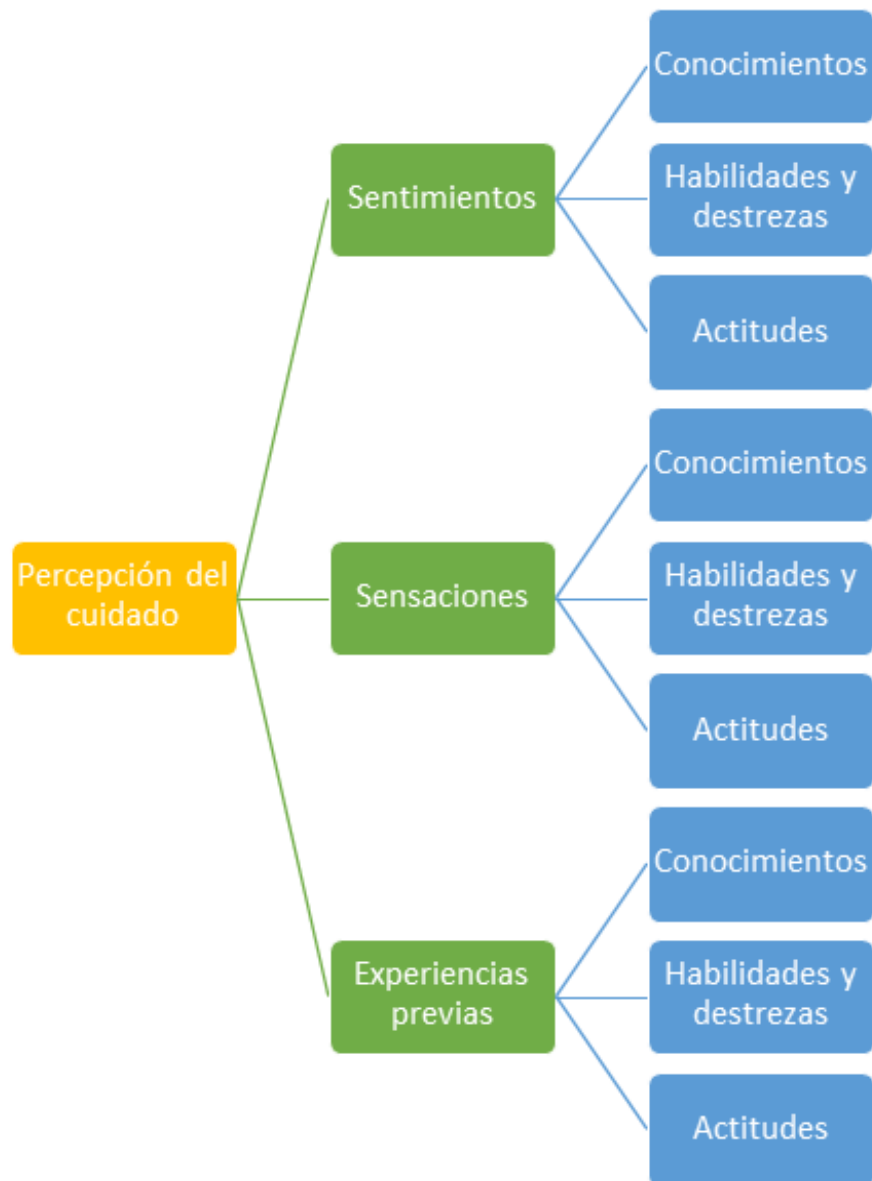 Conocimientos
Sentimientos
Habilidades y
destrezas
Actitudes
Conocimientos
Percepción del
cuidado
Sensaciones
Habilidades y
destrezas
Actitudes
Conocimientos
Experiencias
previas
Habilidades y
destrezas
Actitudes